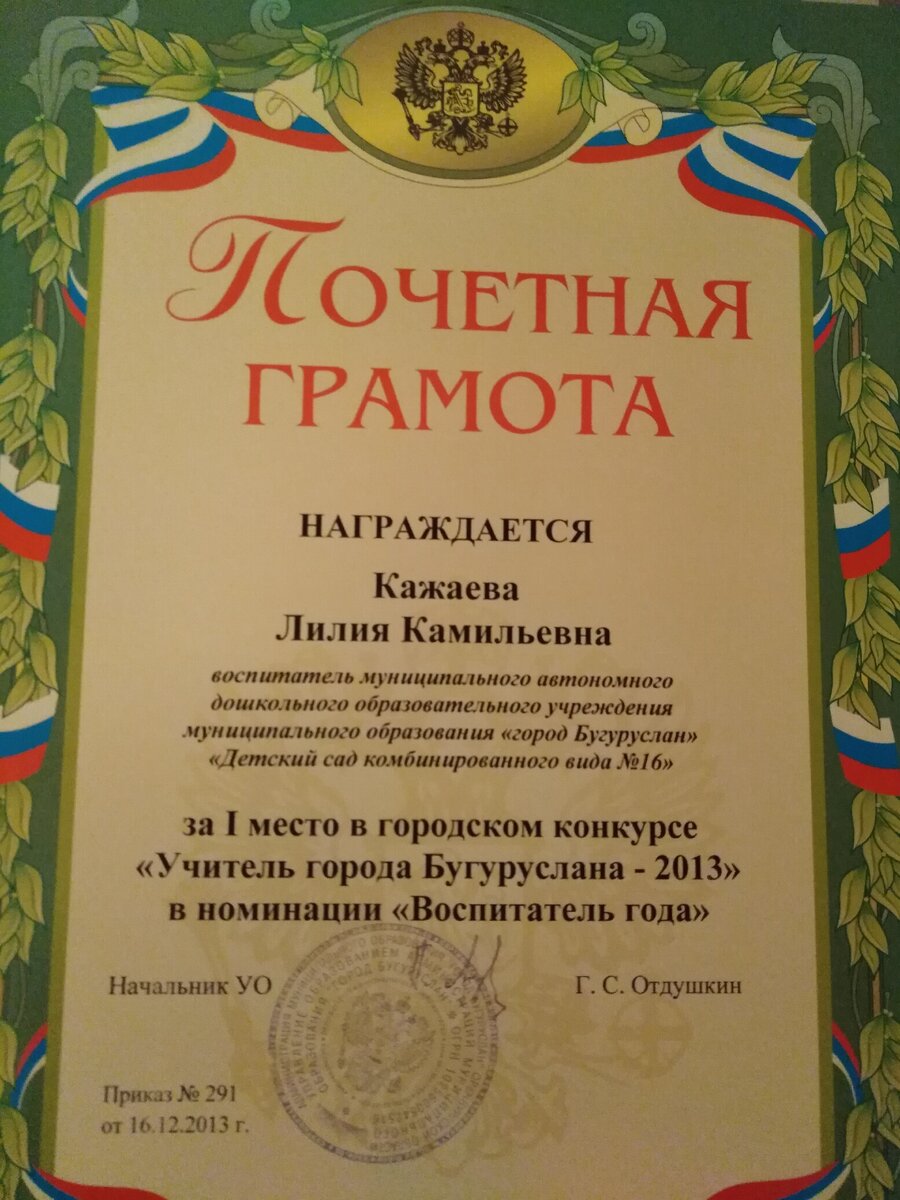 Почетная
грамота
НАГРАЖДАЕТСЯ
Кажаева
Лилия Камильевна
воспитатель муниципального автономного
дошкольного образовательного учреждения
муниципального образования «город Бугуруслан»
«Детский сад комбинированного вида №16»
за I место в городском конкурсе
«Учитель города Бугуруслана - 2013»
в номинации «Воспитатель года»
Начальник УО
Г. С. Отдушкин
Приказ № 291
от 16.12.2013 г.